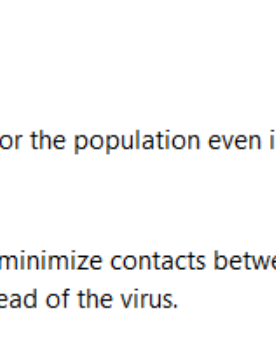 or the population even i
minimize contacts betwe
ead of the virus.